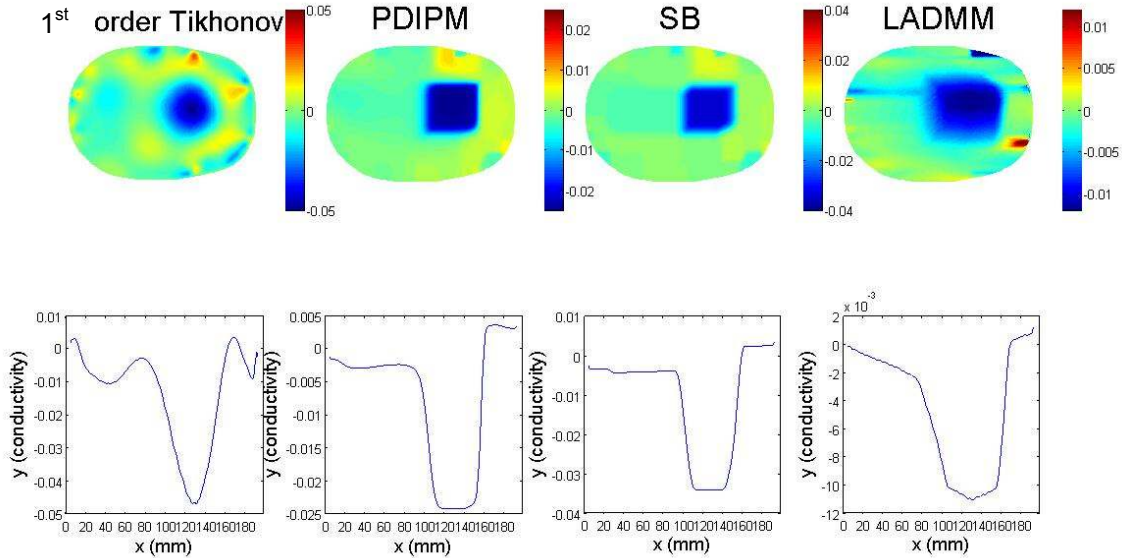 1st order Tikhonov
PDIPM
SB
LADMM
0.05
0
-0.05
0.02
0.01
0
-0.01
-0.02
0.04
0.02
0
-0.02
-0.04
0.01
0.005
0
-0.005
-0.01
0.01
0
-0.01
-0.02
-0.03
-0.04
-0.05
0 20 40 60 80 100120140160180
x (mm)
y (conductivity)
0.005
0
-0.005
-0.01
-0.015
-0.02
-0.025
0 20 40 60 80 100120140160180
x (mm)
y (conductivity)
0.01
0
-0.01
-0.02
-0.03
-0.04
0 20 40 60 80 100120140160180
x (mm)
y (conductivity)
x 10-3
2
0
-2
-4
-6
-8
-10
-12
0 20 40 60 80 100120140160180
x (mm)
y (conductivity)